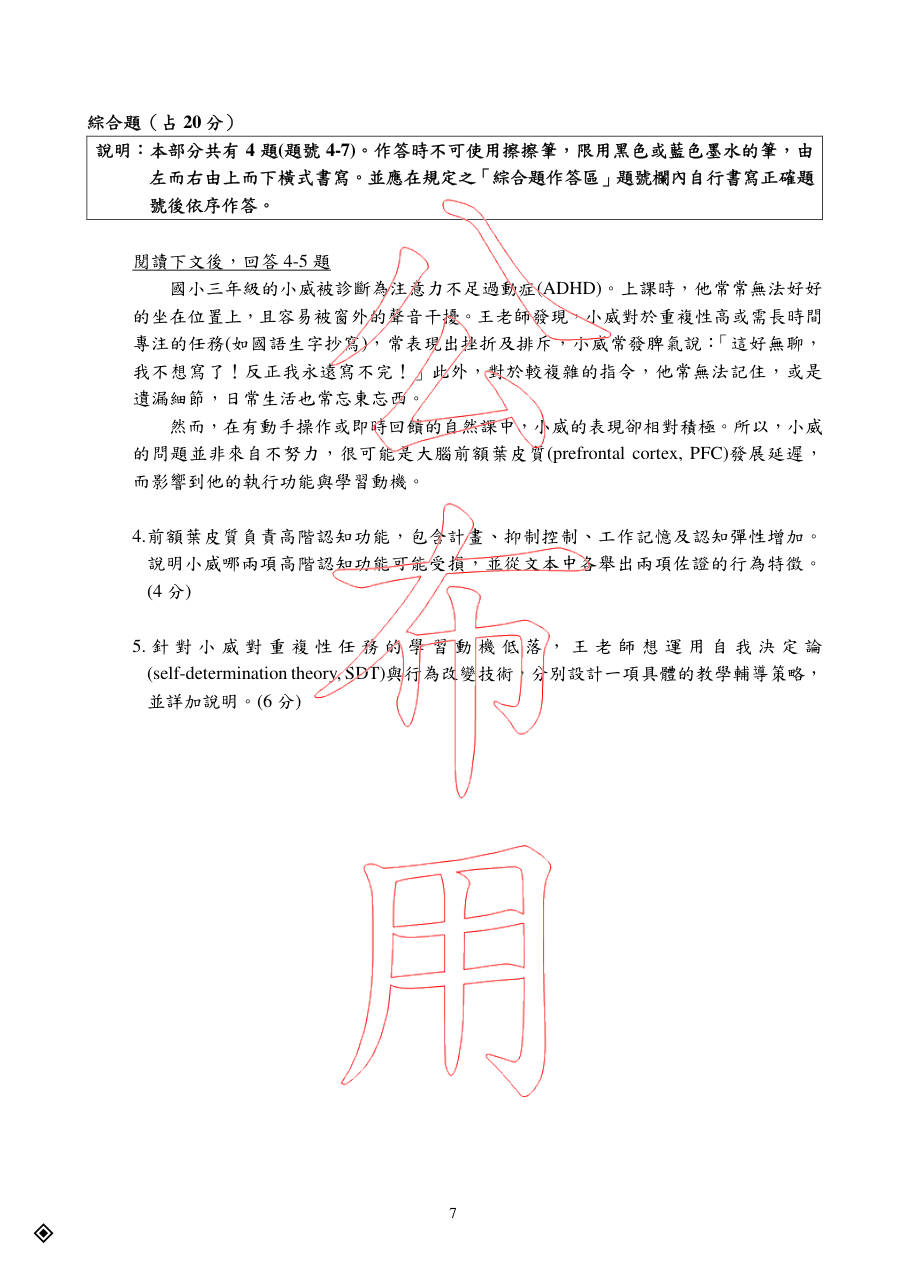 綜合題（占 20 分）
說明：本部分共有 4 題(題號 4-7)。作答時不可使用擦擦筆，限用黑色或藍色墨水的筆，由
左而右由上而下橫式書寫。並應在規定之「綜合題作答區」題號欄內自行書寫正確題
號後依序作答。
閱讀下文後，回答 4-5 題
國小三年級的小威被診斷為注意力不足過動症(ADHD)。上課時，他常常無法好好
的坐在位置上，且容易被窗外的聲音干擾。王老師發現，小威對於重複性高或需長時間
專注的任務(如國語生字抄寫)，常表現出挫折及排斥，小威常發脾氣說：「這好無聊，
我不想寫了！反正我永遠寫不完！」此外，對於較複雜的指令，他常無法記住，或是
遺漏細節，日常生活也常忘東忘西。
然而，在有動手操作或即時回饋的自然課中，小威的表現卻相對積極。所以，小威
的問題並非來自不努力，很可能是大腦前額葉皮質(prefrontal cortex, PFC)發展延遲，
而影響到他的執行功能與學習動機。
4.前額葉皮質負責高階認知功能，包含計畫、抑制控制、工作記憶及認知彈性增加。
說明小威哪兩項高階認知功能可能受損，並從文本中各舉出兩項佐證的行為特徵。
(4 分)
5. 針對小威對重複性任務的學習動機低落，王老師想運用自我決定論
(self-determination theory, SDT)與行為改變技術，分別設計一項具體的教學輔導策略，
並詳加說明。(6 分)
公布用
7